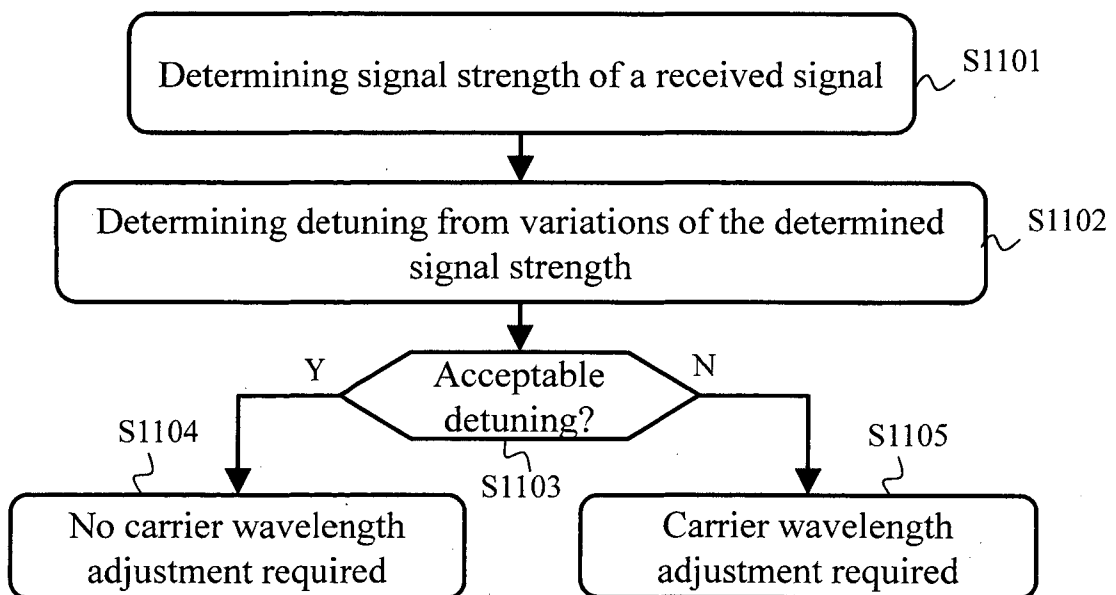 Determining signal strength of a received signal
S1101
Determining detuning from variations of the determined
signal strength
S1102
Y
Acceptable
detuning?
N
S1103
S1104
No carrier wavelength
adjustment required
S1105
Carrier wavelength
adjustment required